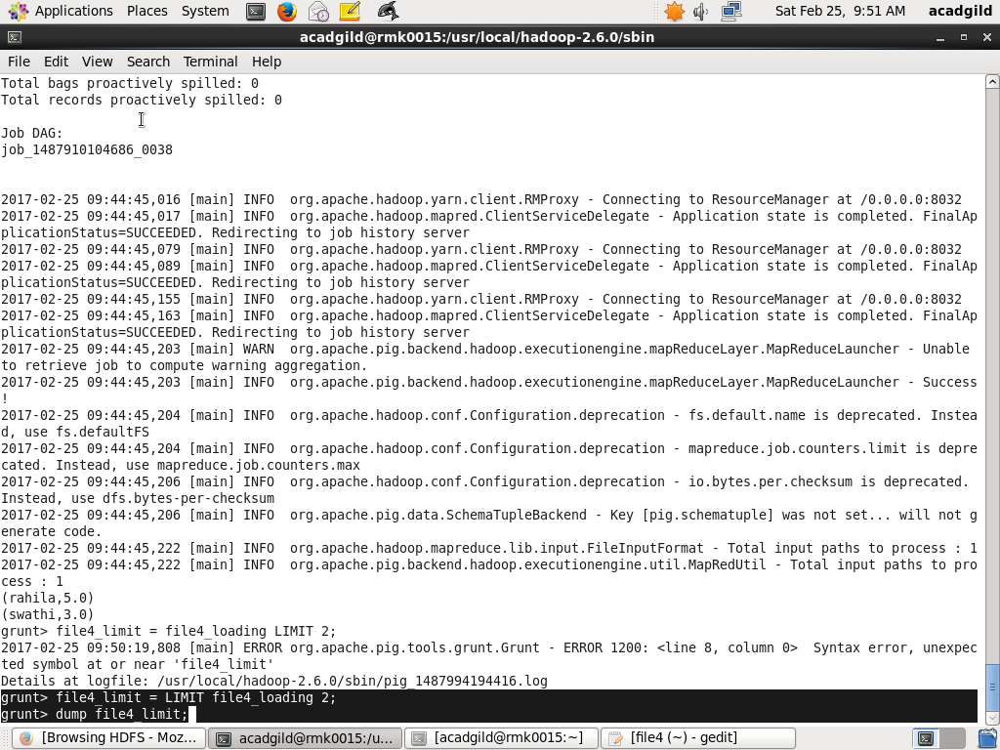 Applications Places System Sat Feb 25, 9:51 AM acadgild
acadgild@rmk0015:/usr/local/hadoop-2.6.0/sbin
File Edit View Search Terminal Help
Total bags proactively spilled: 0
Total records proactively spilled: 0
Job DAG:
job_1487910104686_0038
2017-02-25 09:44:45,016 [main] INFO  org.apache.hadoop.yarn.client.RMProxy - Connecting to ResourceManager at /0.0.0.0:8032
2017-02-25 09:44:45,017 [main] INFO  org.apache.hadoop.mapred.ClientServiceDelegate - Application state is completed. FinalAp
plicationStatus=SUCCEEDED. Redirecting to job history server
2017-02-25 09:44:45,079 [main] INFO  org.apache.hadoop.yarn.client.RMProxy - Connecting to ResourceManager at /0.0.0.0:8032
2017-02-25 09:44:45,089 [main] INFO  org.apache.hadoop.mapred.ClientServiceDelegate - Application state is completed. FinalAp
plicationStatus=SUCCEEDED. Redirecting to job history server
2017-02-25 09:44:45,155 [main] INFO  org.apache.hadoop.yarn.client.RMProxy - Connecting to ResourceManager at /0.0.0.0:8032
2017-02-25 09:44:45,163 [main] INFO  org.apache.hadoop.mapred.ClientServiceDelegate - Application state is completed. FinalAp
plicationStatus=SUCCEEDED. Redirecting to job history server
2017-02-25 09:44:45,203 [main] WARN  org.apache.pig.backend.hadoop.executionengine.mapReduceLayer.MapReduceLauncher - Unable
to retrieve job to compute warning aggregation.
2017-02-25 09:44:45,203 [main] INFO  org.apache.pig.backend.hadoop.executionengine.mapReduceLayer.MapReduceLauncher - Success
!
2017-02-25 09:44:45,204 [main] INFO  org.apache.hadoop.conf.Configuration.deprecation - fs.default.name is deprecated. Instea
d, use fs.defaultFS
2017-02-25 09:44:45,204 [main] INFO  org.apache.hadoop.conf.Configuration.deprecation - mapreduce.job.counters.limit is depre
cated. Instead, use mapreduce.job.counters.max
2017-02-25 09:44:45,206 [main] INFO  org.apache.hadoop.conf.Configuration.deprecation - io.bytes.per.checksum is deprecated.
Instead, use dfs.bytes-per-checksum
2017-02-25 09:44:45,206 [main] INFO  org.apache.pig.data.SchemaTupleBackend - Key [pig.schematuple] was not set... will not g
enerate code.
2017-02-25 09:44:45,222 [main] INFO  org.apache.hadoop.mapreduce.lib.input.FileInputFormat - Total input paths to process : 1
2017-02-25 09:44:45,222 [main] INFO  org.apache.pig.backend.hadoop.executionengine.util.MapRedUtil - Total input paths to pro
cess : 1
(rahila,5.0)
(swathi,3.0)
grunt> file4_limit = file4_loading LIMIT 2;
2017-02-25 09:50:19,808 [main] ERROR org.apache.pig.tools.grunt.Grunt - ERROR 1200: <line 8, column 0>  Syntax error, unexpec
ted symbol at or near 'file4_limit'
Details at logfile: /usr/local/hadoop-2.6.0/sbin/pig_1487994194416.log
grunt> file4_limit = LIMIT file4_loading 2;
grunt> dump file4_limit;
[Browsing HDFS - Moz... acadgild@rmk0015:/u... [acadgild@rmk0015:~] [file4 (~) - gedit]